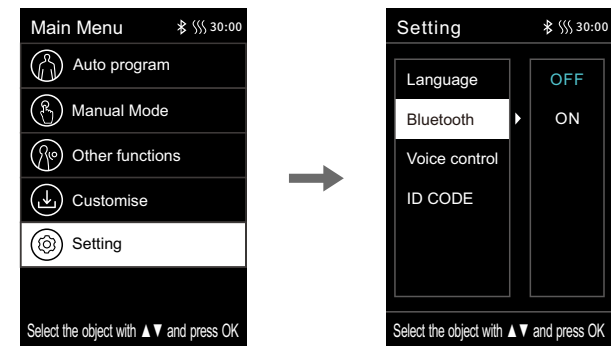 Main Menu 30:00
Auto program
Manual Mode
Other functions
Customise
Setting
Select the object with ▲▼ and press OK
Setting 30:00
Language
Bluetooth
Voice control
ID CODE
OFF
ON
Select the object with ▲▼ and press OK